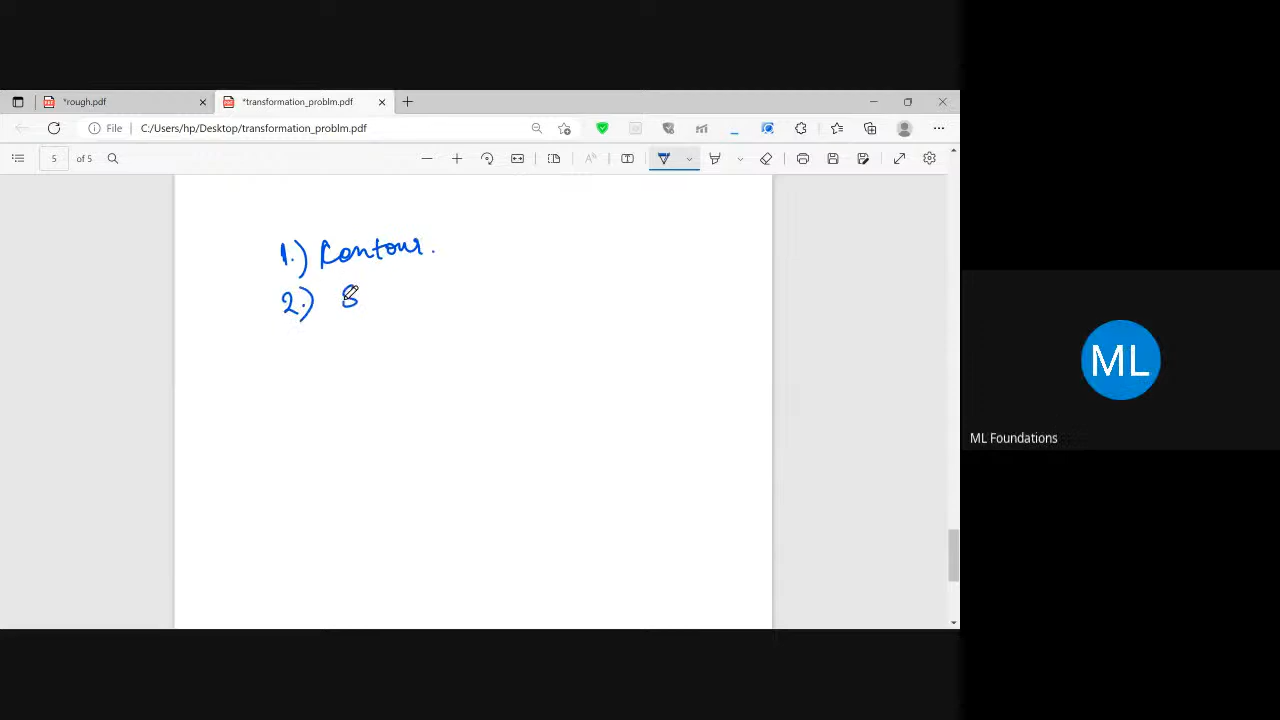 *rough.pdf
*transformation_problm.pdf
File
C:/Users/hp/Desktop/transformation_problm.pdf
5 of 5
1.) Contour.
2.) S
ML
ML Foundations